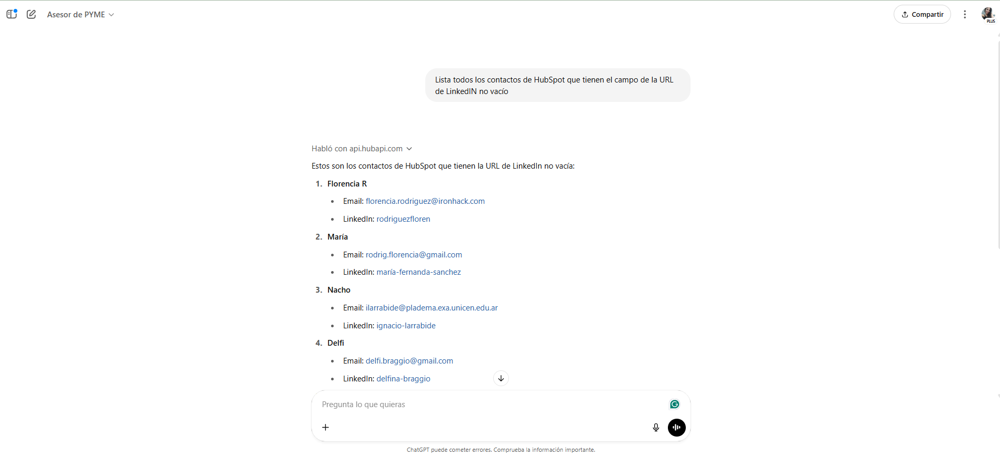 Asesor de PYME
Compartir
PLUS
Lista todos los contactos de HubSpot que tienen el campo de la URL
de LinkedIN no vacío
Habló con api.hubapi.com
Estos son los contactos de HubSpot que tienen la URL de LinkedIn no vacía:
1. Florencia R
• Email: florencia.rodriguez@ironhack.com
• LinkedIn: rodriguezfloren
2. María
• Email: rodrig.florencia@gmail.com
• LinkedIn: maría-fernanda-sanchez
3. Nacho
• Email: ilarrabide@pladema.exa.unicen.edu.ar
• LinkedIn: ignacio-larrabide
4. Delfi
• Email: delfi.braggio@gmail.com
• LinkedIn: delfina-braggio
Pregunta lo que quieras
ChatGPT puede cometer errores. Comprueba la información importante.